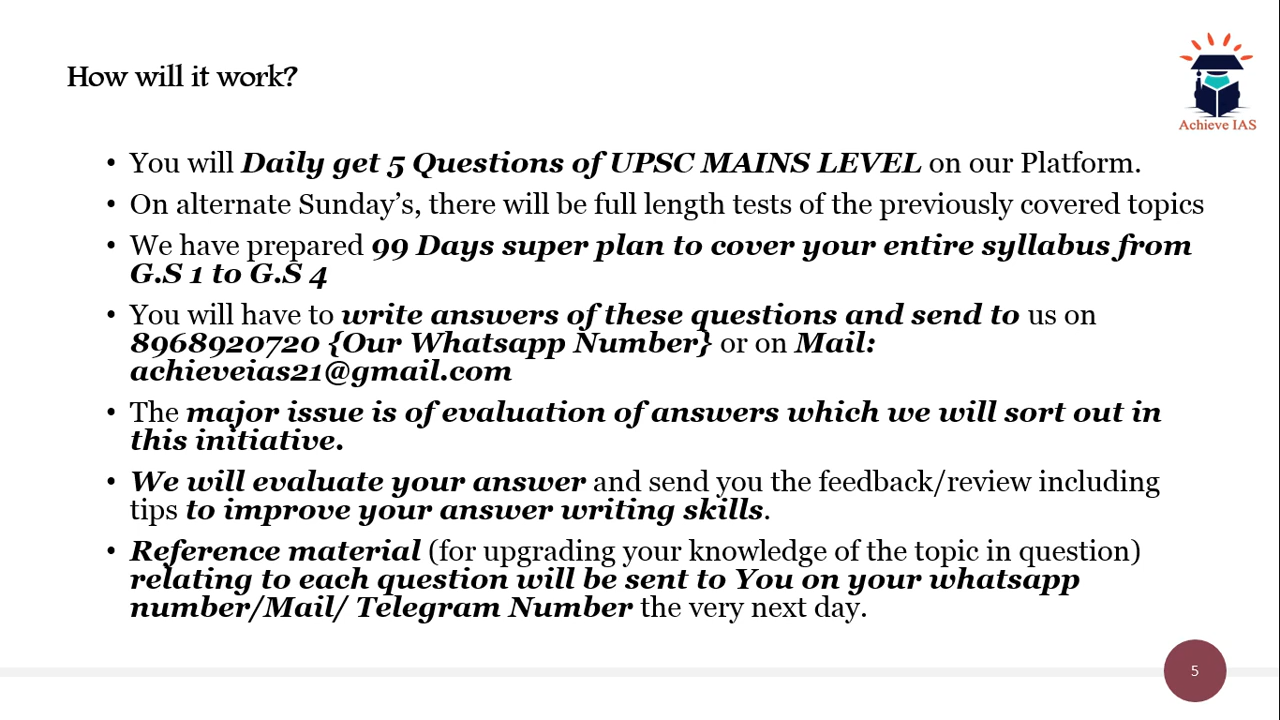 How will it work?
Achieve IAS
• You will Daily get 5 Questions of UPSC MAINS LEVEL on our Platform.
• On alternate Sunday’s, there will be full length tests of the previously covered topics
• We have prepared 99 Days super plan to cover your entire syllabus from
G.S 1 to G.S 4
• You will have to write answers of these questions and send to us on
8968920720 {Our Whatsapp Number} or on Mail:
achieveias21@gmail.com
• The major issue is of evaluation of answers which we will sort out in
this initiative.
• We will evaluate your answer and send you the feedback/review including
tips to improve your answer writing skills.
• Reference material (for upgrading your knowledge of the topic in question)
relating to each question will be sent to You on your whatsapp
number/Mail/ Telegram Number the very next day.
5